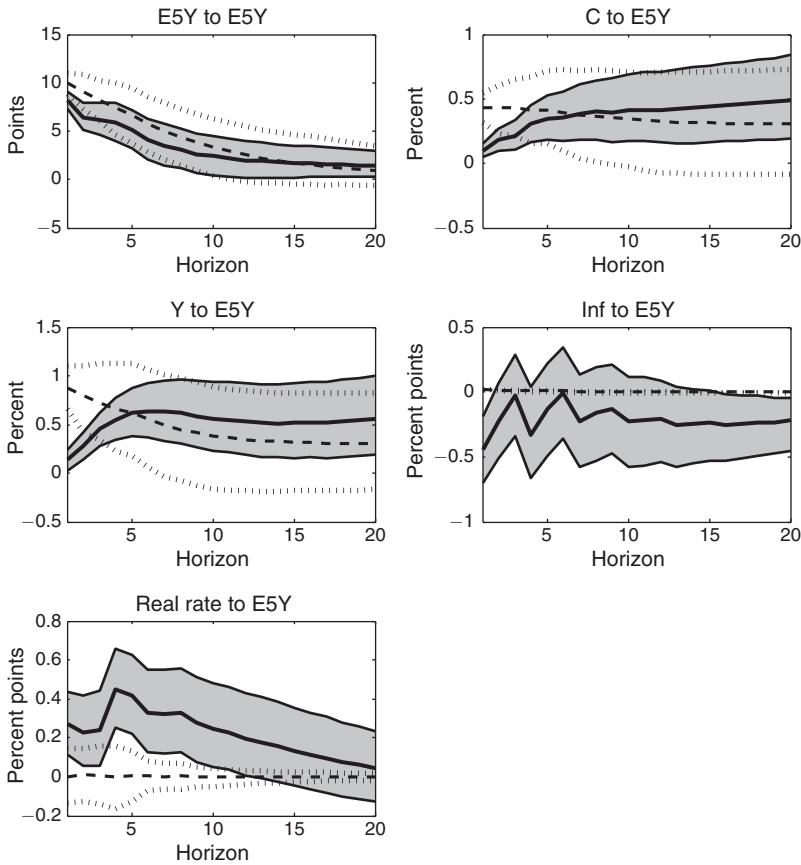 E5Y to E5Y
15
10
5
0
−5
Points
5 10 15 20
Horizon
C to E5Y
1
0.5
0
−0.5
Percent
5 10 15 20
Horizon
Y to E5Y
1.5
1
0.5
0
−0.5
Percent
5 10 15 20
Horizon
Inf to E5Y
0.5
0
−0.5
−1
Percent points
5 10 15 20
Horizon
Real rate to E5Y
0.8
0.6
0.4
0.2
0
−0.2
Percent points
5 10 15 20
Horizon